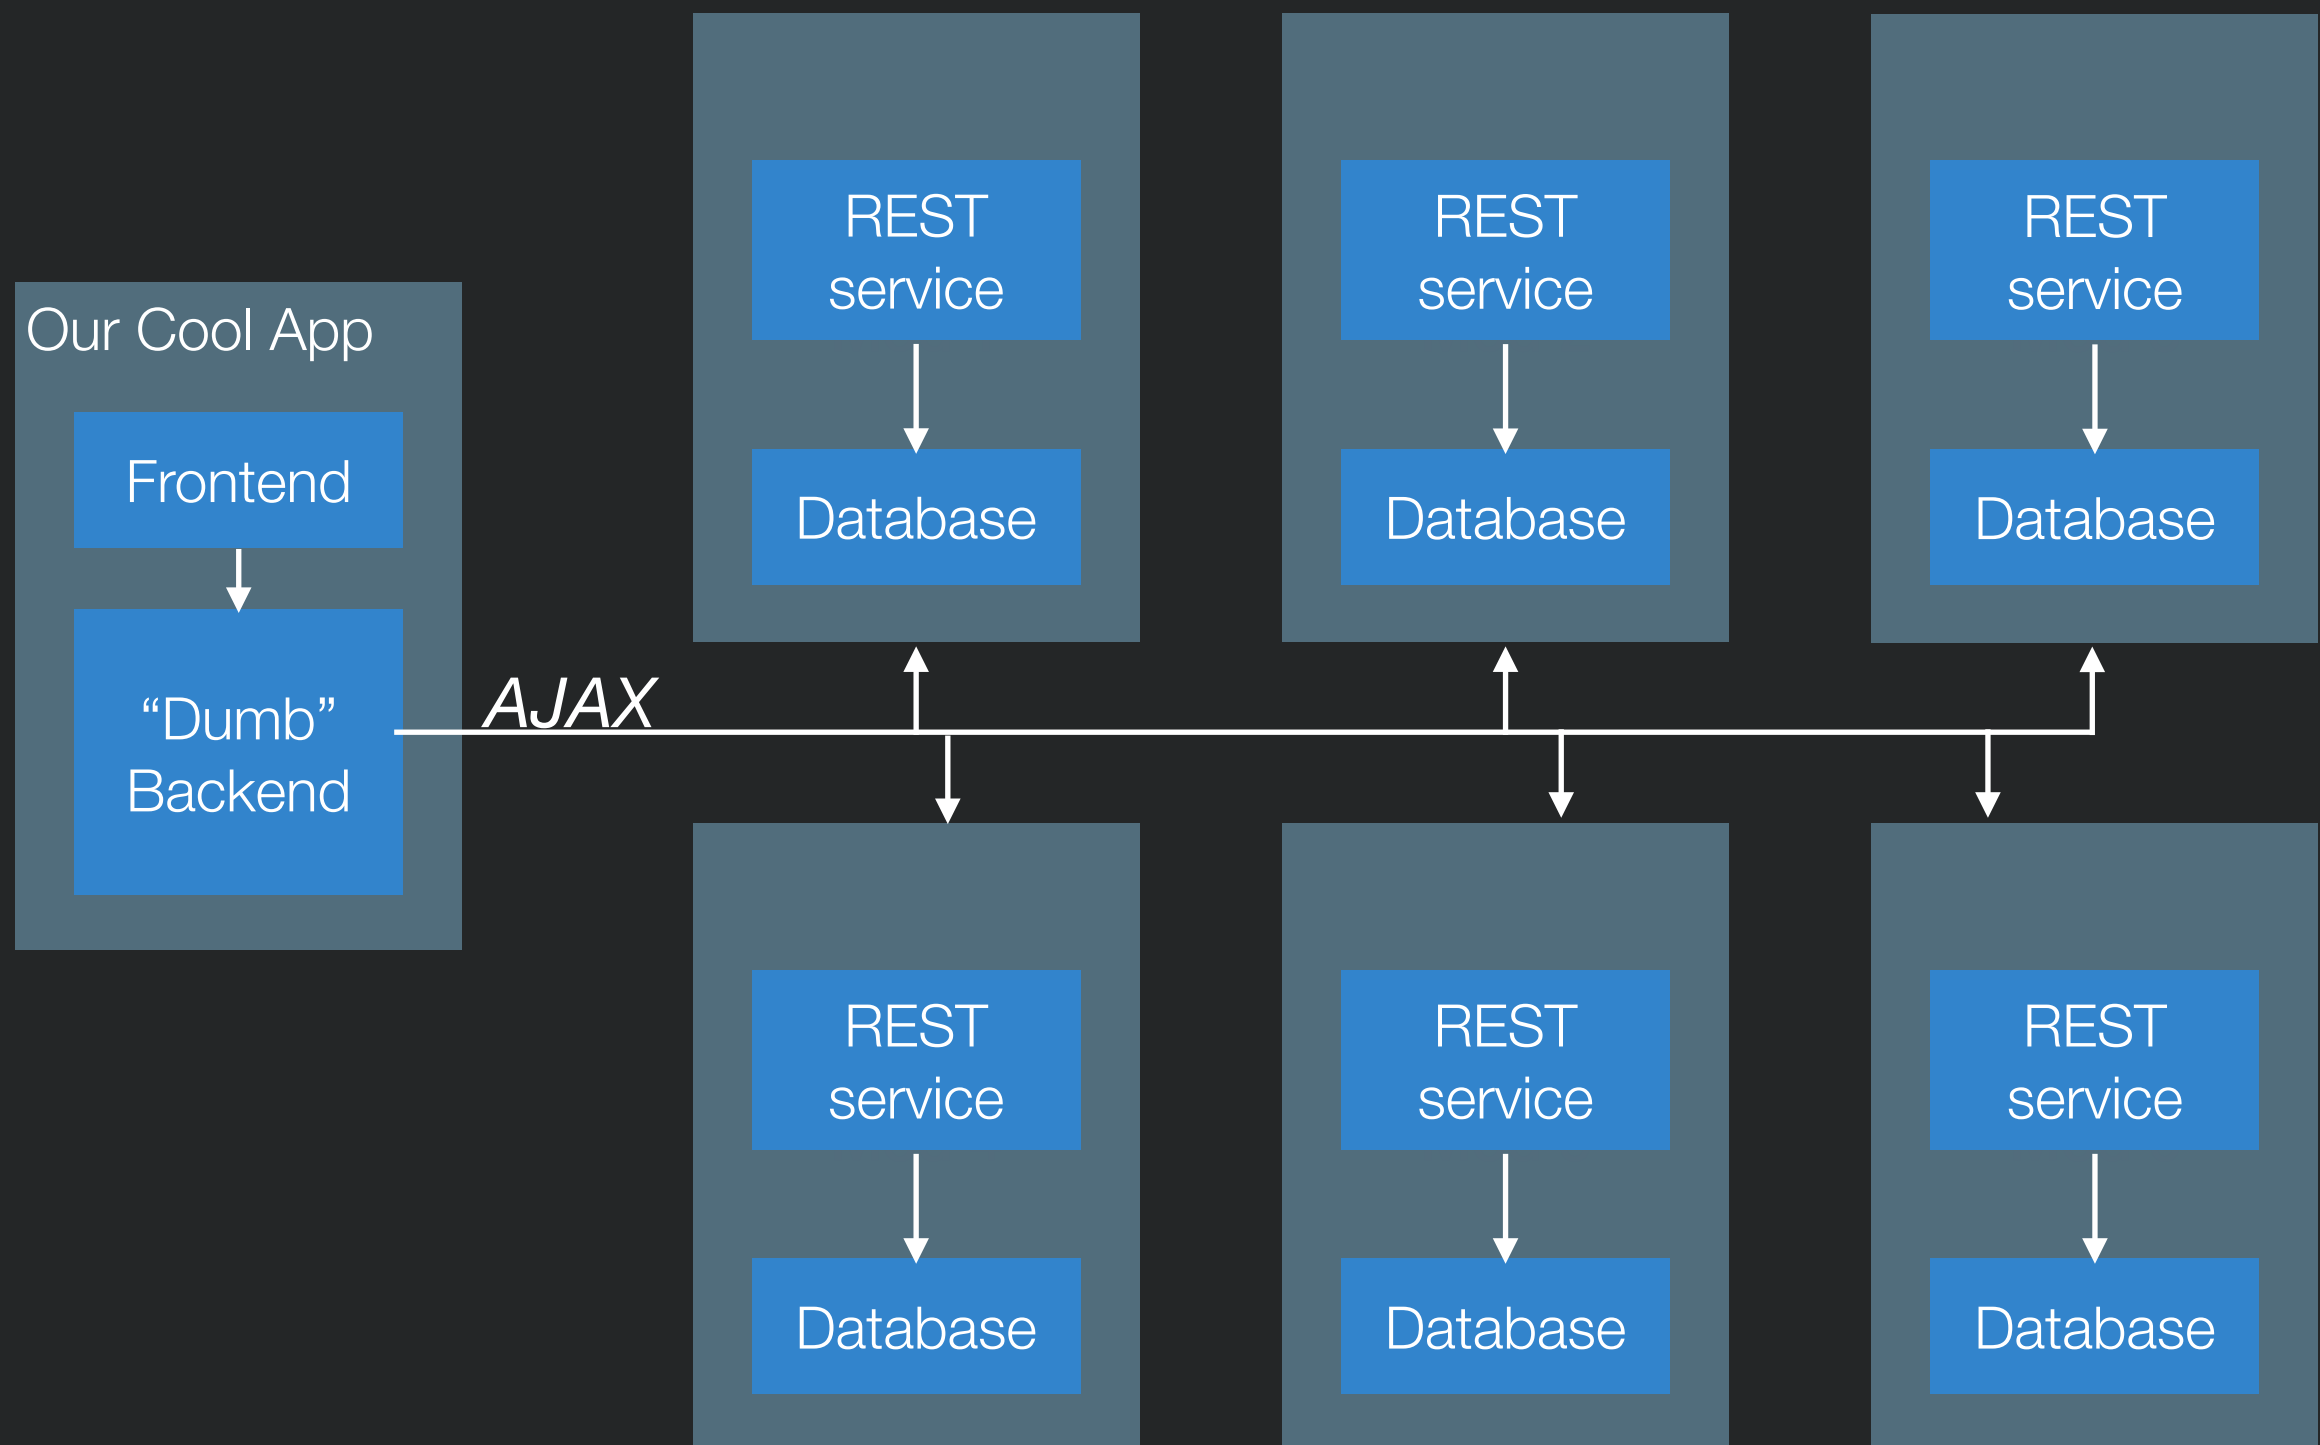 Our Cool App
Frontend
“Dumb”
Backend
AJAX
REST
service
Database
REST
service
Database
REST
service
Database
REST
service
Database
REST
service
Database
REST
service
Database